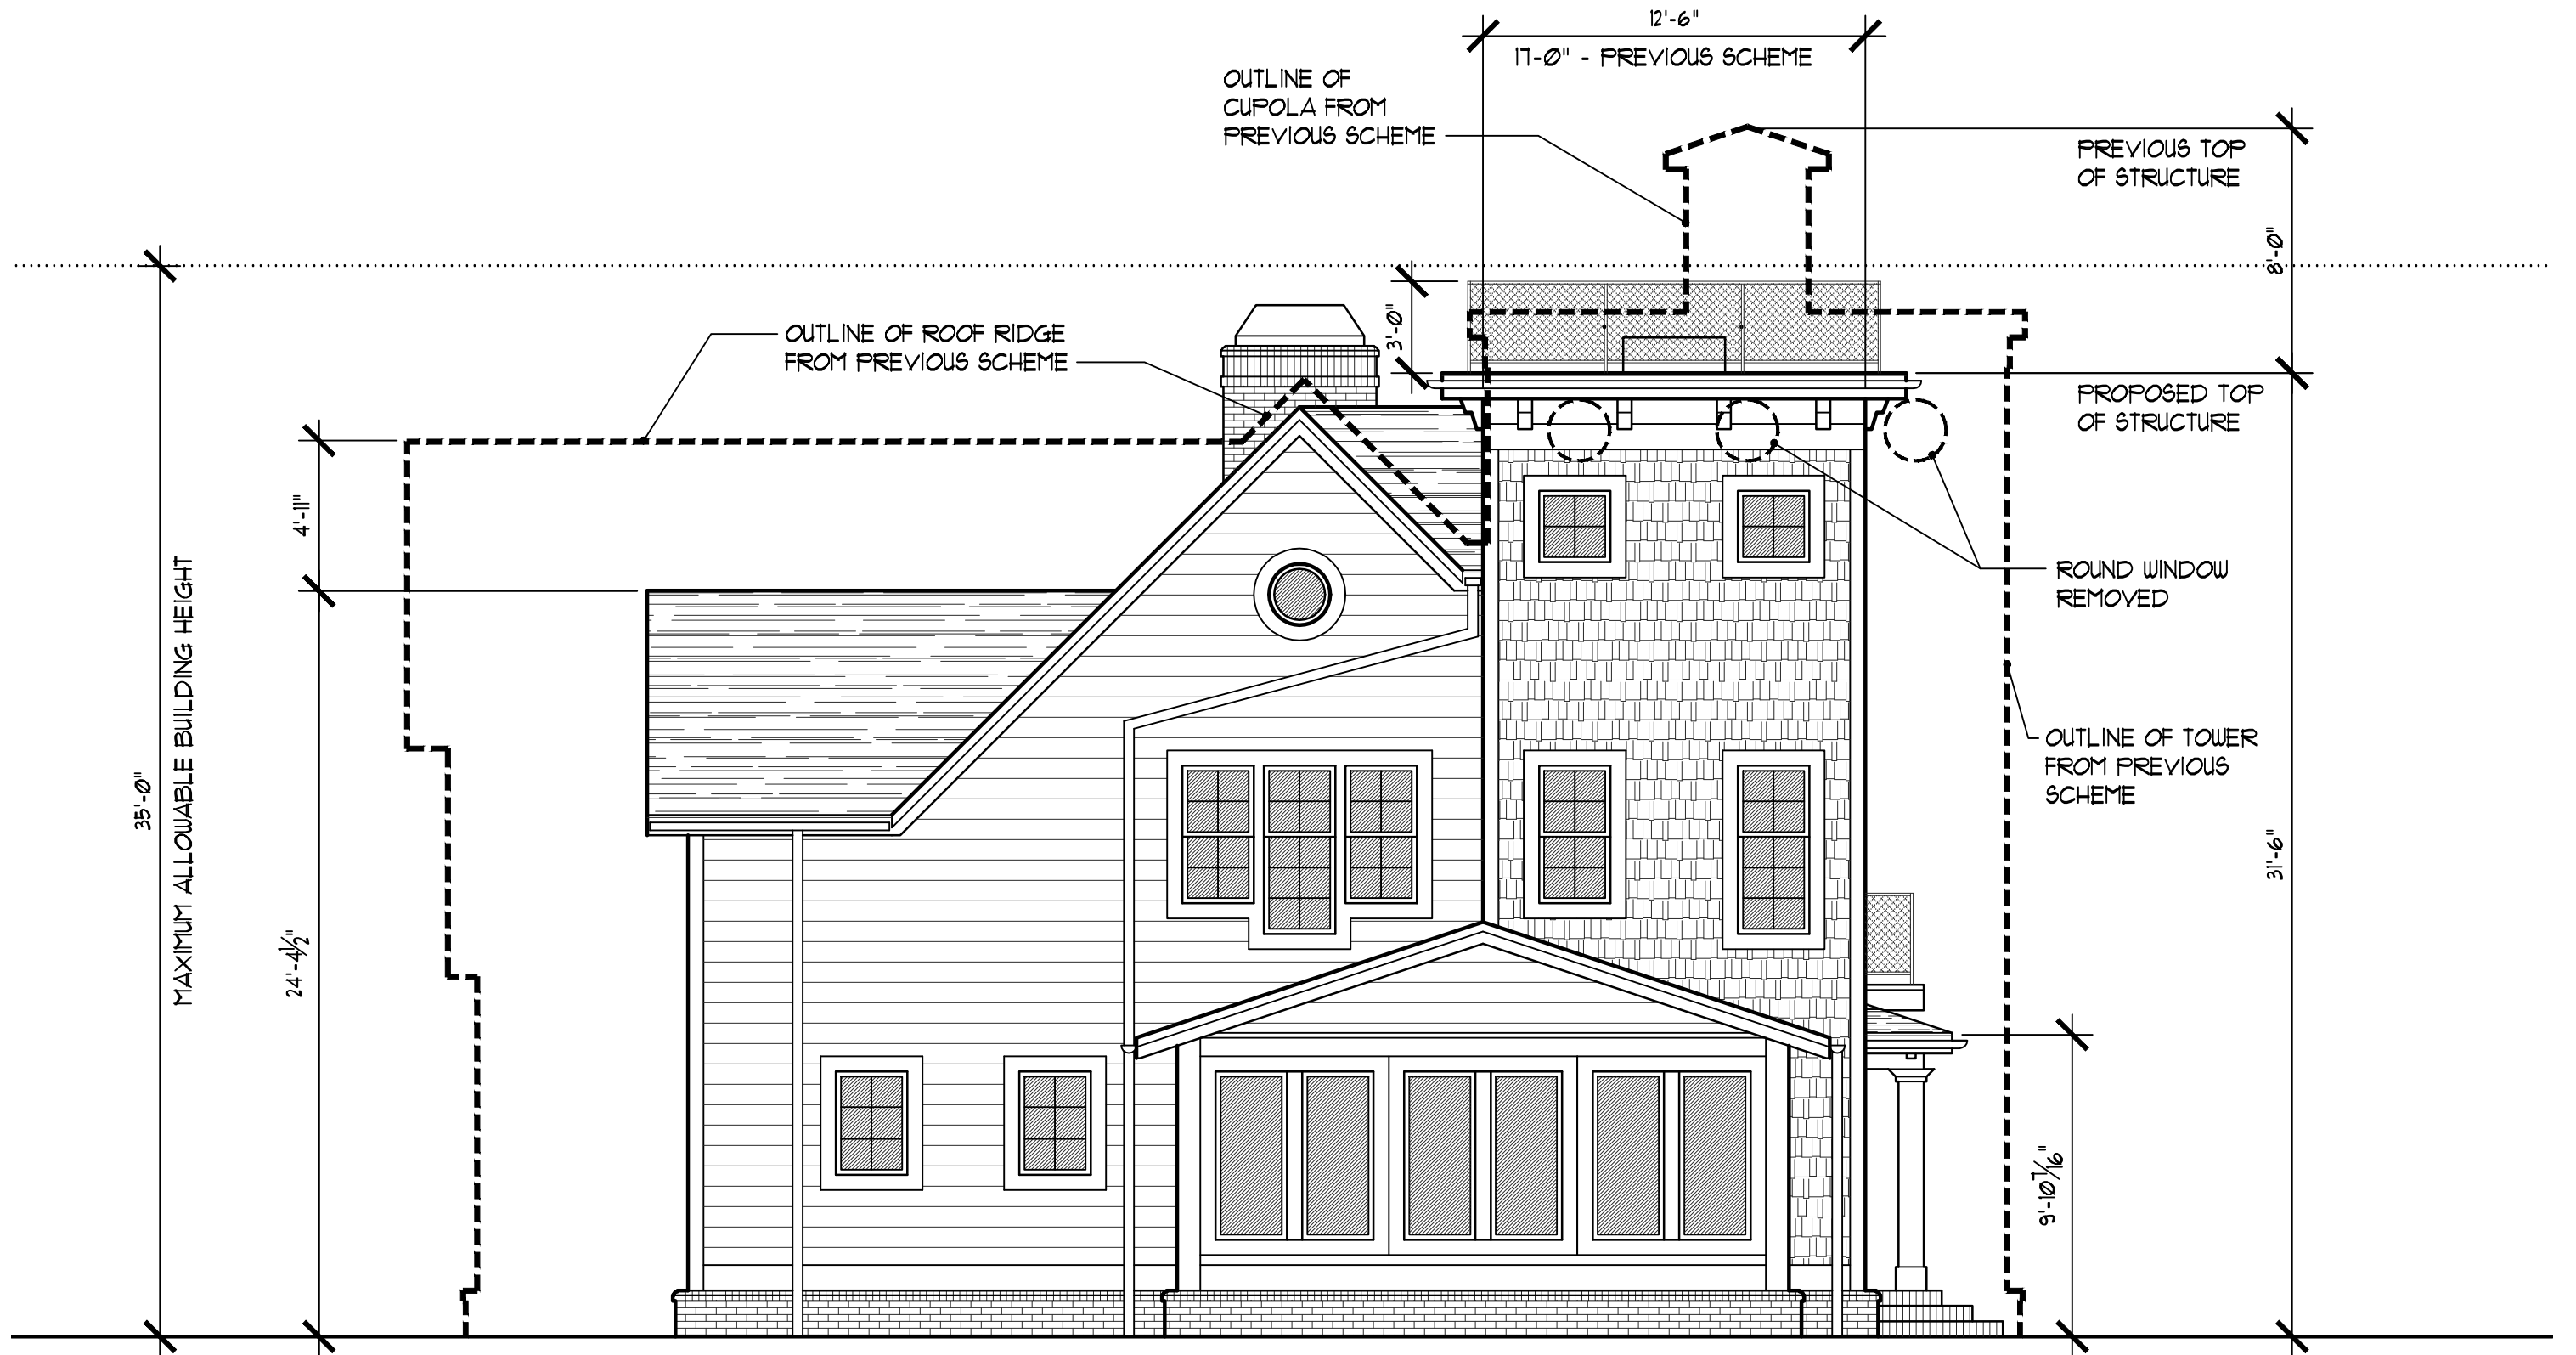 12'-6"
17'-0" - PREVIOUS SCHEME
OUTLINE OF
CUPOLA FROM
PREVIOUS SCHEME
PREVIOUS TOP
OF STRUCTURE
8'-0"
3'-0"
OUTLINE OF ROOF RIDGE
FROM PREVIOUS SCHEME
PROPOSED TOP
OF STRUCTURE
4'-11"
ROUND WINDOW
REMOVED
OUTLINE OF TOWER
FROM PREVIOUS
SCHEME
35'-0"
MAXIMUM ALLOWABLE BUILDING HEIGHT
24'-4½"
31'-6"
9'-10 7/16"